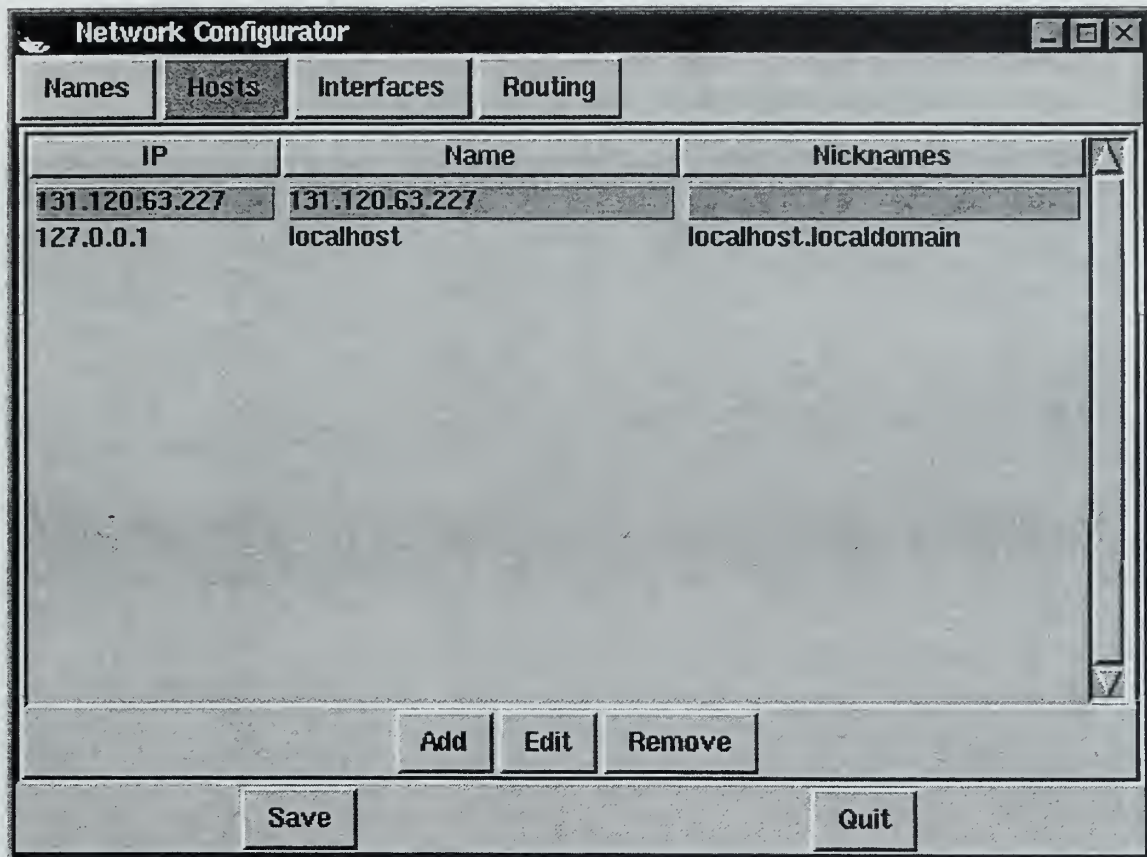 Network Configurator
Names Hosts Interfaces Routing
IP Name Nicknames
131.120.63.227 131.120.63.227
127.0.0.1 localhost localhost.localdomain
Add Edit Remove
Save Quit